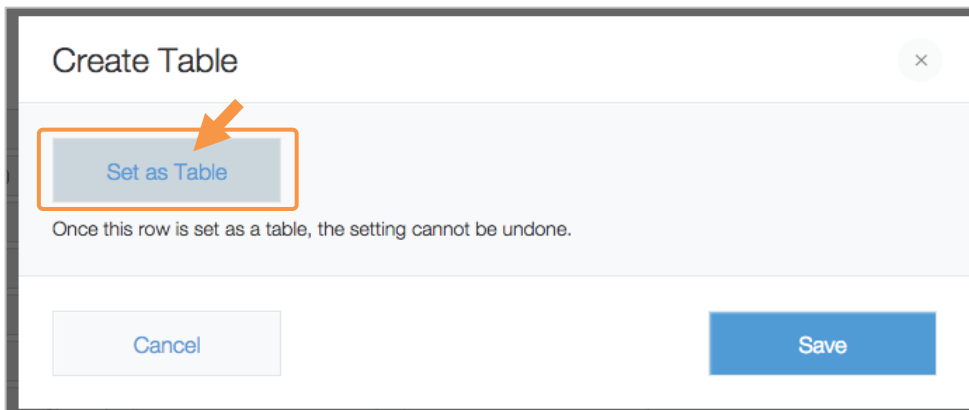 Create Table
Set as Table
Once this row is set as a table, the setting cannot be undone.
Cancel
Save